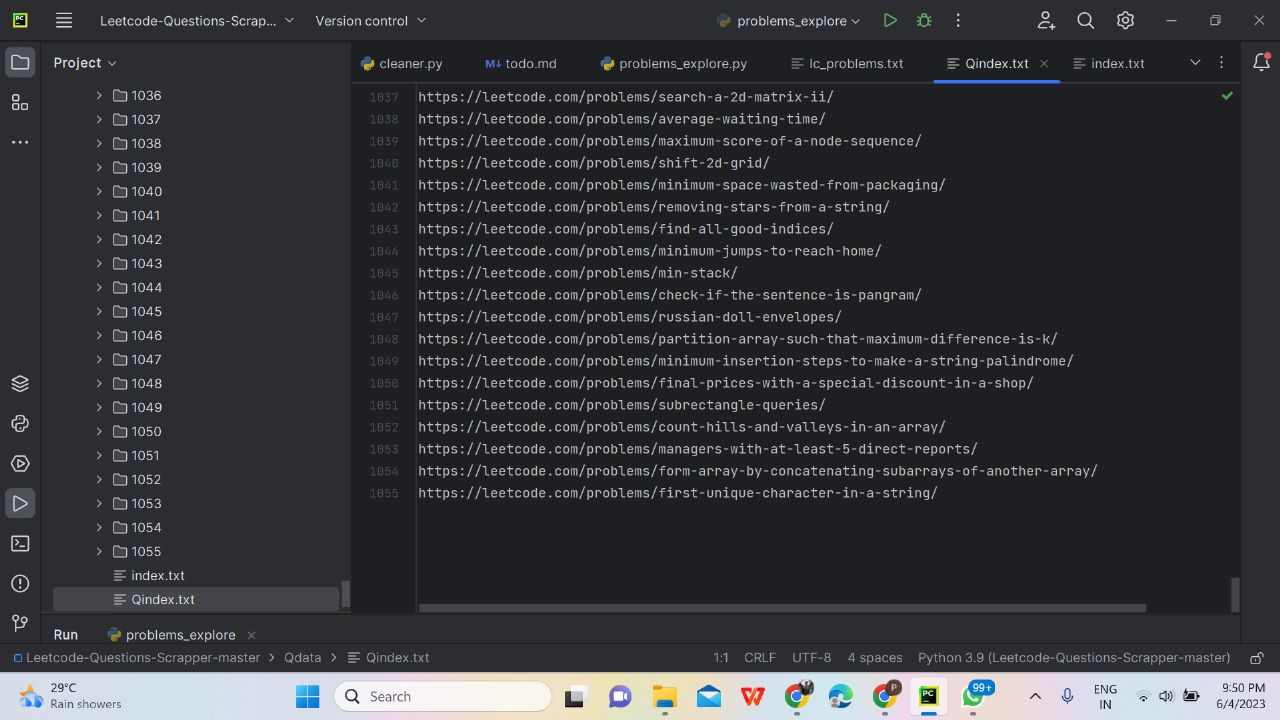 PC Leetcode-Questions-Scrap... Version control problems_explore
Project
cleaner.py M↓ todo.md problems_explore.py lc_problems.txt Qindex.txt index.txt
1036
1037
1038
1039
1040
1041
1042
1043
1044
1045
1046
1047
1048
1049
1050
1051
1052
1053
1054
1055
index.txt
Qindex.txt
1037 https://leetcode.com/problems/search-a-2d-matrix-ii/
1038 https://leetcode.com/problems/average-waiting-time/
1039 https://leetcode.com/problems/maximum-score-of-a-node-sequence/
1040 https://leetcode.com/problems/shift-2d-grid/
1041 https://leetcode.com/problems/minimum-space-wasted-from-packaging/
1042 https://leetcode.com/problems/removing-stars-from-a-string/
1043 https://leetcode.com/problems/find-all-good-indices/
1044 https://leetcode.com/problems/minimum-jumps-to-reach-home/
1045 https://leetcode.com/problems/min-stack/
1046 https://leetcode.com/problems/check-if-the-sentence-is-pangram/
1047 https://leetcode.com/problems/russian-doll-envelopes/
1048 https://leetcode.com/problems/partition-array-such-that-maximum-difference-is-k/
1049 https://leetcode.com/problems/minimum-insertion-steps-to-make-a-string-palindrome/
1050 https://leetcode.com/problems/final-prices-with-a-special-discount-in-a-shop/
1051 https://leetcode.com/problems/subrectangle-queries/
1052 https://leetcode.com/problems/count-hills-and-valleys-in-an-array/
1053 https://leetcode.com/problems/managers-with-at-least-5-direct-reports/
1054 https://leetcode.com/problems/form-array-by-concatenating-subarrays-of-another-array/
1055 https://leetcode.com/problems/first-unique-character-in-a-string/
Run problems_explore
Leetcode-Questions-Scrapper-master > Qdata > Qindex.txt 1:1 CRLF UTF-8 4 spaces Python 3.9 (Leetcode-Questions-Scrapper-master)
29°C
Rain showers
Search
P
PC
99+
ENG
IN
9:50 PM
6/4/2023